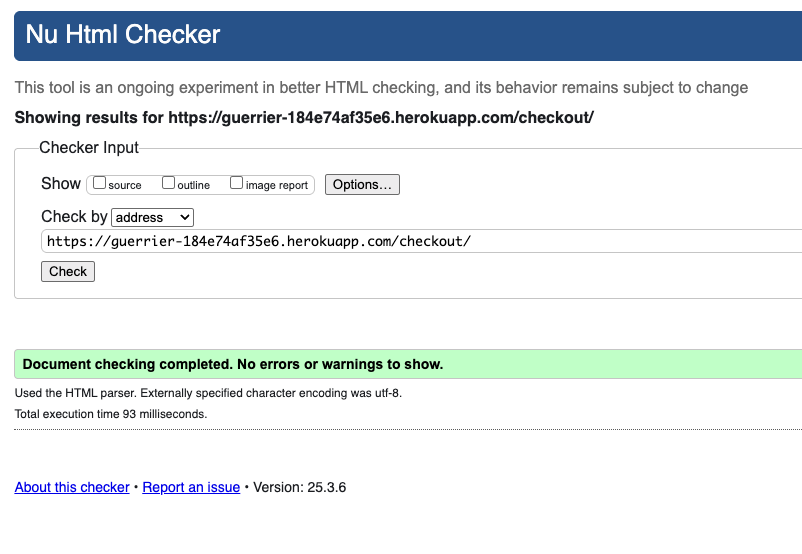 Nu Html Checker
This tool is an ongoing experiment in better HTML checking, and its behavior remains subject to change
Showing results for https://guerrier-184e74af35e6.herokuapp.com/checkout/
Checker Input
Show source outline image report Options...
Check by address
https://guerrier-184e74af35e6.herokuapp.com/checkout/
Check
Document checking completed. No errors or warnings to show.
Used the HTML parser. Externally specified character encoding was utf-8.
Total execution time 93 milliseconds.
About this checker • Report an issue • Version: 25.3.6